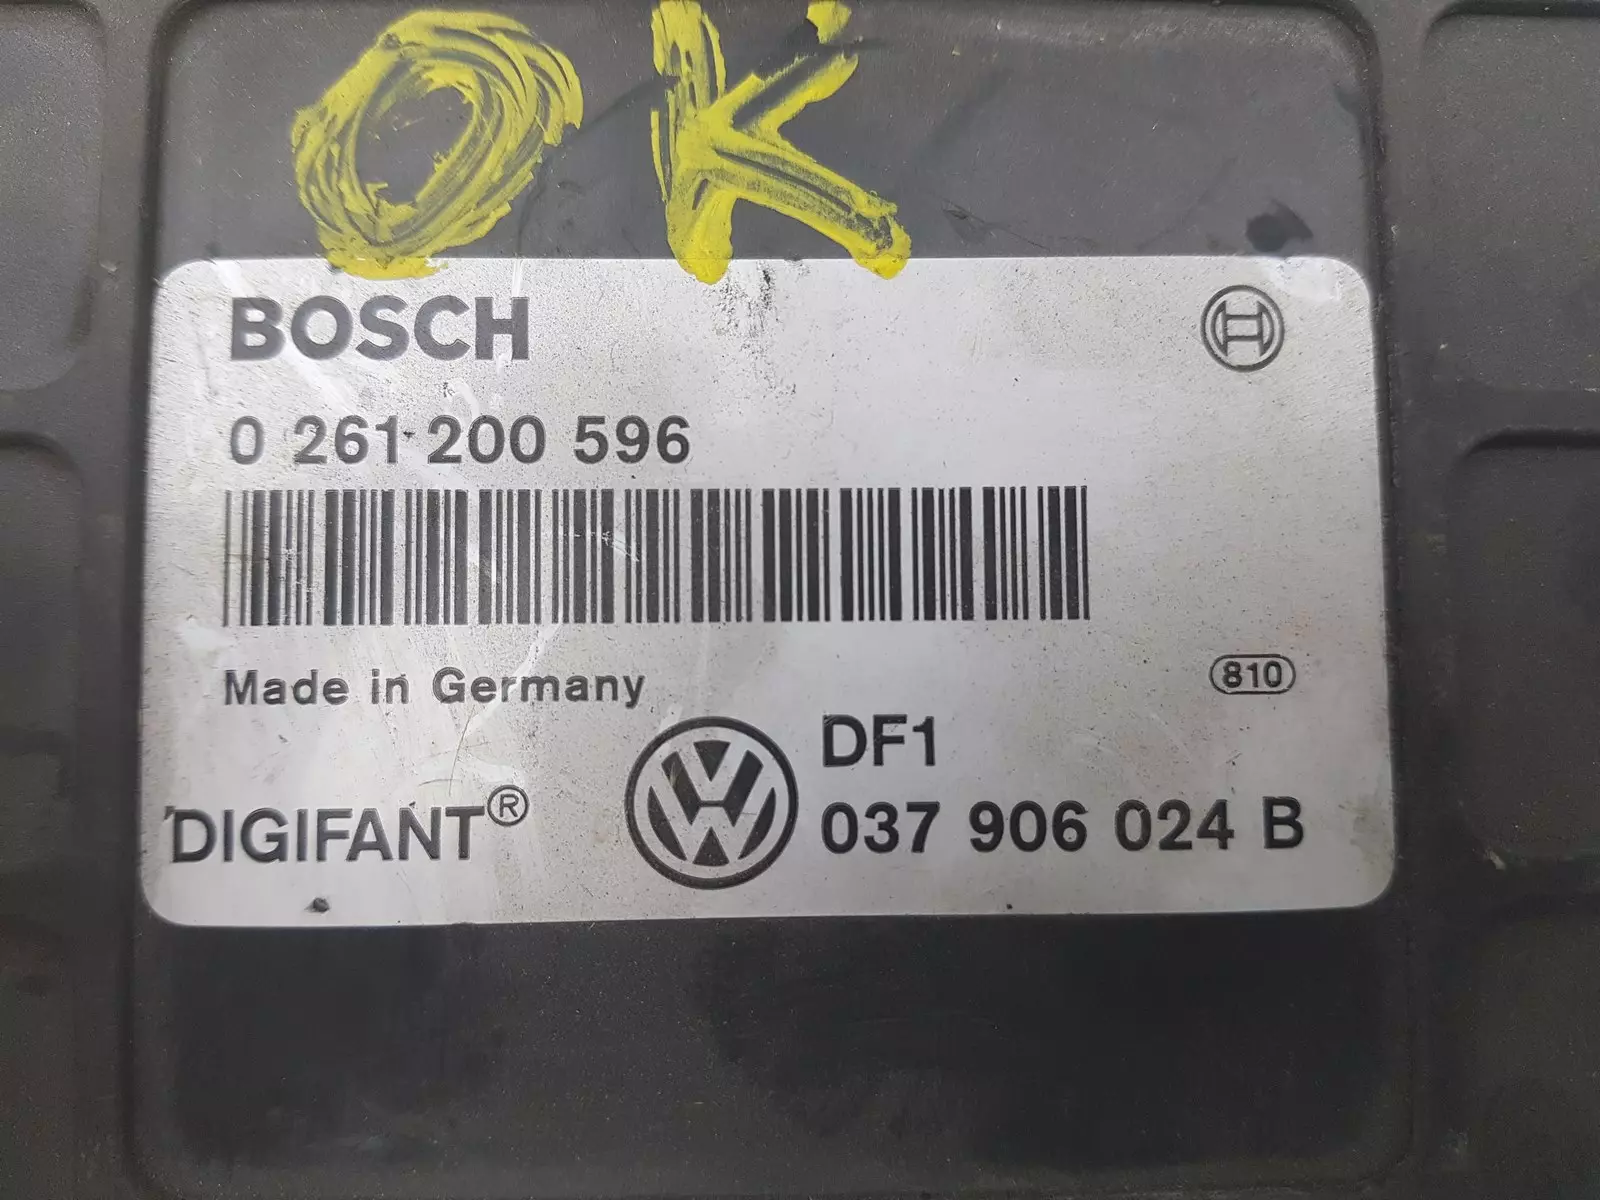 OK
BOSCH
0 261 200 596
Made in Germany
810
DF1
DIGIFANT®
037 906 024 B